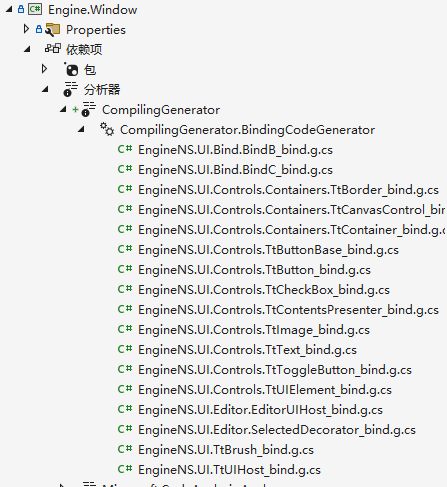 Engine.Window
Properties
依赖项
包
分析器
CompilingGenerator
CompilingGenerator.BindingCodeGenerator
C# EngineNS.UI.Bind.BindB_bind.g.cs
C# EngineNS.UI.Bind.BindC_bind.g.cs
C# EngineNS.UI.Controls.Containers.TtBorder_bind.g.cs
C# EngineNS.UI.Controls.Containers.TtCanvasControl_bin
C# EngineNS.UI.Controls.Containers.TtContainer_bind.g.c
C# EngineNS.UI.Controls.TtButtonBase_bind.g.cs
C# EngineNS.UI.Controls.TtButton_bind.g.cs
C# EngineNS.UI.Controls.TtCheckBox_bind.g.cs
C# EngineNS.UI.Controls.TtContentsPresenter_bind.g.cs
C# EngineNS.UI.Controls.TtImage_bind.g.cs
C# EngineNS.UI.Controls.TtText_bind.g.cs
C# EngineNS.UI.Controls.TtToggleButton_bind.g.cs
C# EngineNS.UI.Controls.TtUIElement_bind.g.cs
C# EngineNS.UI.Editor.EditorUIHost_bind.g.cs
C# EngineNS.UI.Editor.SelectedDecorator_bind.g.cs
C# EngineNS.UI.TtBrush_bind.g.cs
C# EngineNS.UI.TtUIHost_bind.g.cs